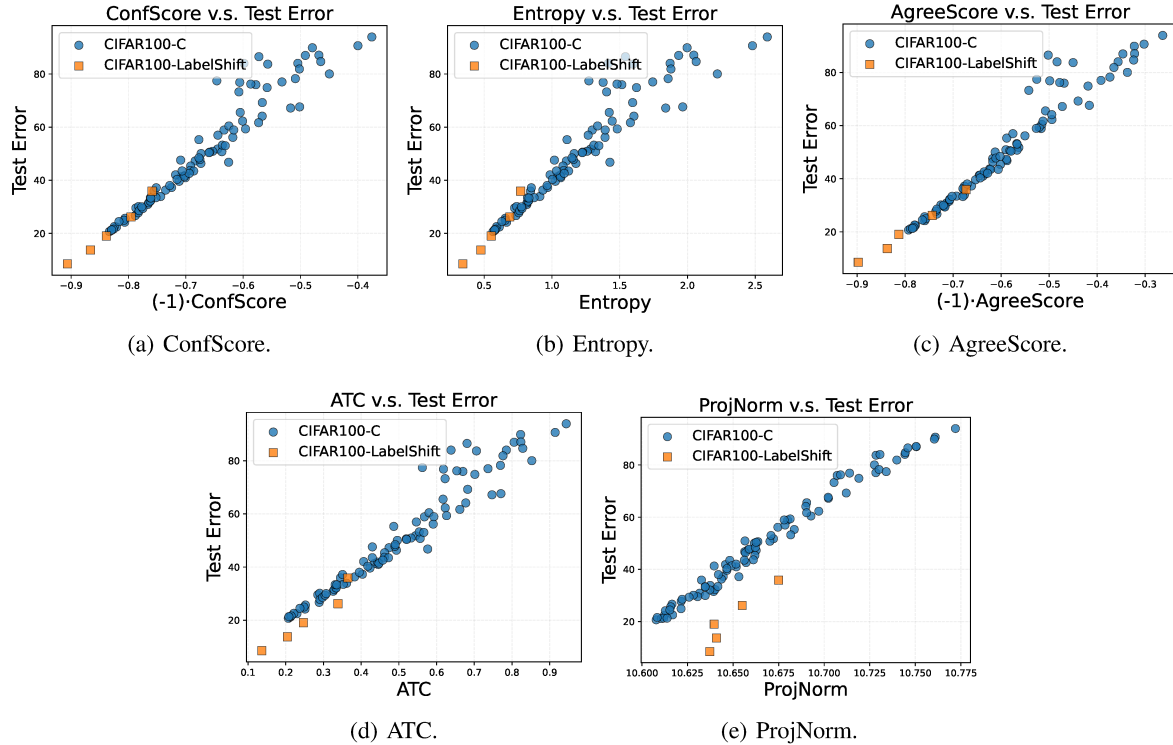 ConfScore v.s. Test Error
CIFAR100-C
CIFAR100-LabelShift
Test Error
80
60
40
20
−0.9 −0.8 −0.7 −0.6 −0.5 −0.4
(-1)·ConfScore
(a) ConfScore.
Entropy v.s. Test Error
CIFAR100-C
CIFAR100-LabelShift
Test Error
80
60
40
20
0.5 1.0 1.5 2.0 2.5
Entropy
(b) Entropy.
AgreeScore v.s. Test Error
CIFAR100-C
CIFAR100-LabelShift
Test Error
80
60
40
20
−0.9 −0.8 −0.7 −0.6 −0.5 −0.4 −0.3
(-1)·AgreeScore
(c) AgreeScore.
ATC v.s. Test Error
CIFAR100-C
CIFAR100-LabelShift
Test Error
80
60
40
20
0.1 0.2 0.3 0.4 0.5 0.6 0.7 0.8 0.9
ATC
(d) ATC.
ProjNorm v.s. Test Error
CIFAR100-C
CIFAR100-LabelShift
Test Error
80
60
40
20
10.600 10.625 10.650 10.675 10.700 10.725 10.750 10.775
ProjNorm
(e) ProjNorm.